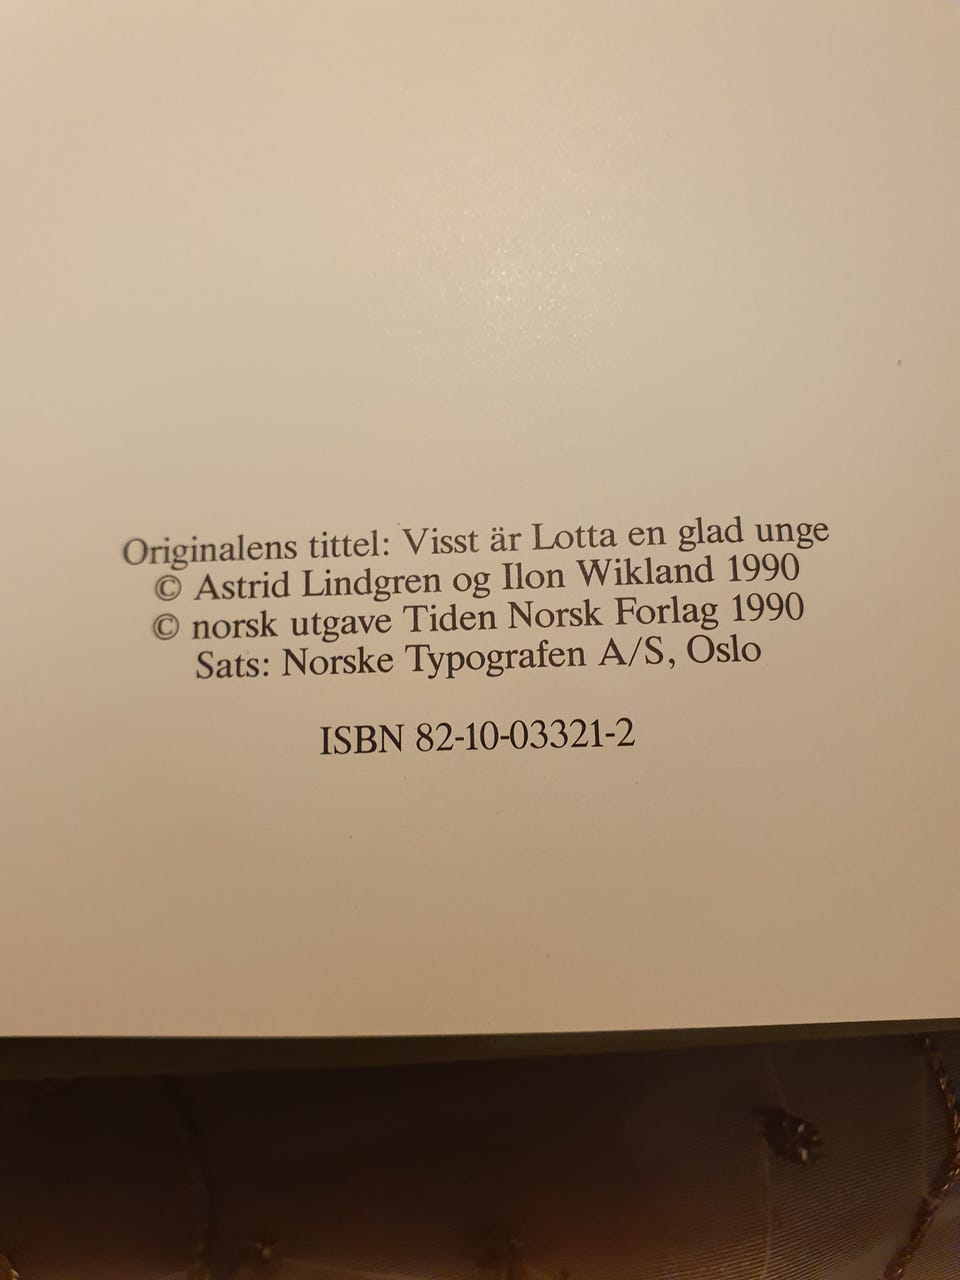 Originalens tittel: Visst är Lotta en glad unge
© Astrid Lindgren og Ilon Wikland 1990
© norsk utgave Tiden Norsk Forlag 1990
Sats: Norske Typografen A/S, Oslo
ISBN 82-10-03321-2